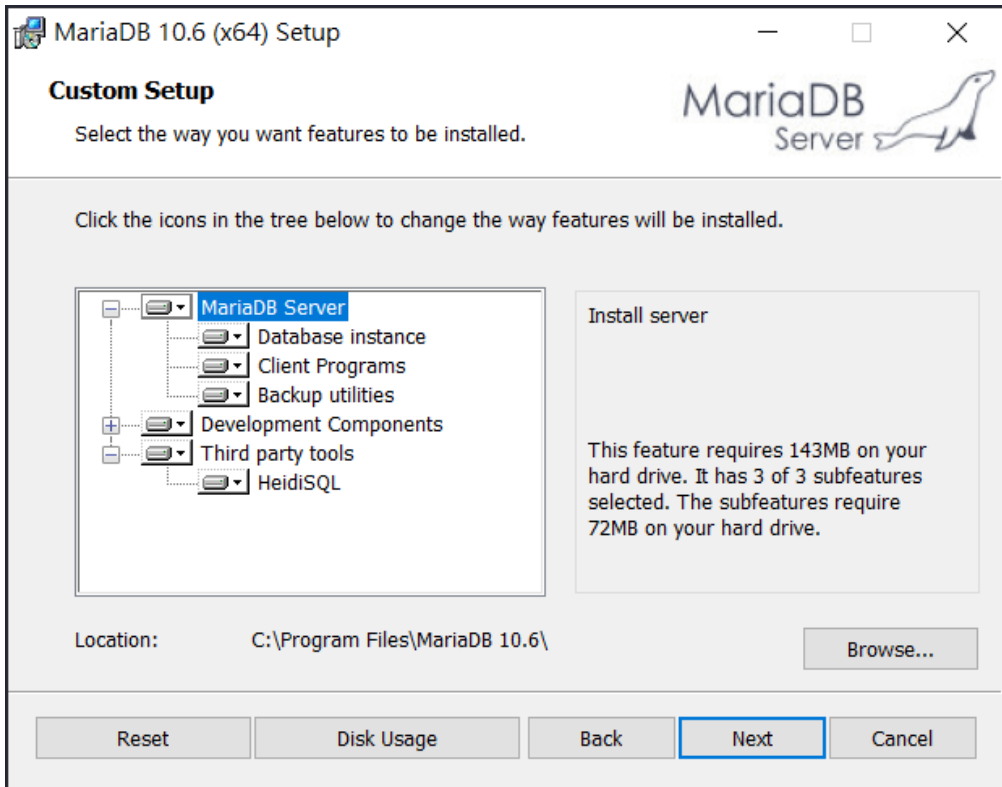 MariaDB 10.6 (x64) Setup
Custom Setup
Select the way you want features to be installed.
MariaDB
Server
Click the icons in the tree below to change the way features will be installed.
MariaDB Server
Database instance
Client Programs
Backup utilities
Development Components
Third party tools
HeidiSQL
Install server
This feature requires 143MB on your
hard drive. It has 3 of 3 subfeatures
selected. The subfeatures require
72MB on your hard drive.
Location: C:\Program Files\MariaDB 10.6\
Browse...
Reset Disk Usage Back Next Cancel